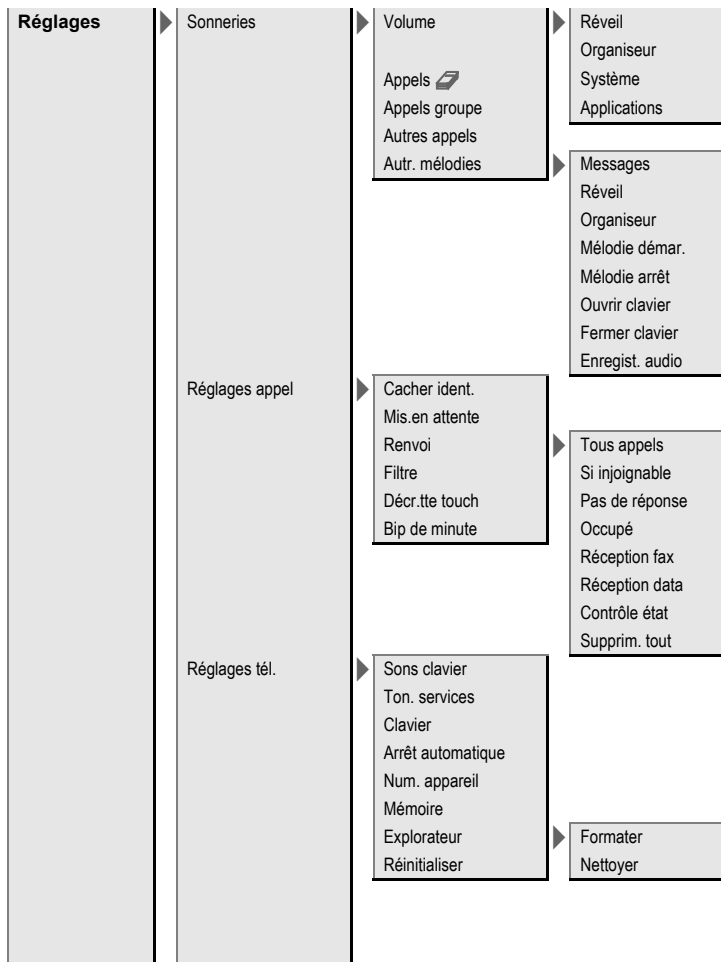 Réglages
Sonneries
Volume
Réveil
Organiseur
Système
Applications
Appels
Appels groupe
Autres appels
Autr. mélodies
Messages
Réveil
Organiseur
Mélodie démar.
Mélodie arrêt
Ouvrir clavier
Fermer clavier
Enregist. audio
Réglages appel
Cacher ident.
Mis.en attente
Renvoi
Tous appels
Si injoignable
Pas de réponse
Occupé
Réception fax
Réception data
Contrôle état
Supprim. tout
Filtre
Décr.tte touch
Bip de minute
Réglages tél.
Sons clavier
Ton. services
Clavier
Arrêt automatique
Num. appareil
Mémoire
Explorateur
Formater
Nettoyer
Réinitialiser